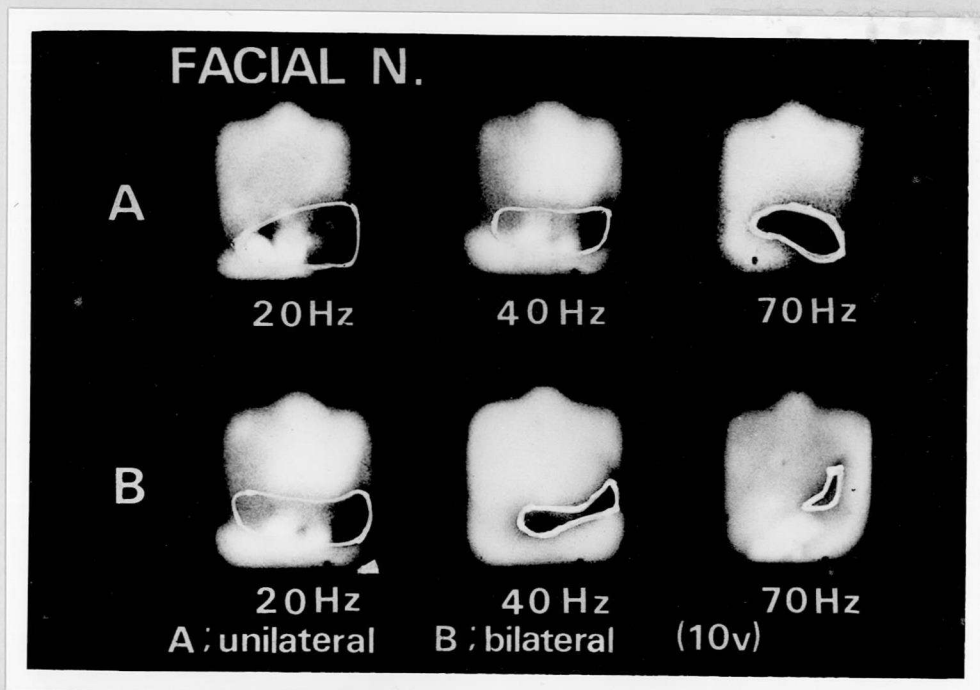 FACIAL N.
A
20Hz 40Hz 70Hz
B
20Hz 40Hz 70Hz
A ; unilateral B ; bilateral (10v)